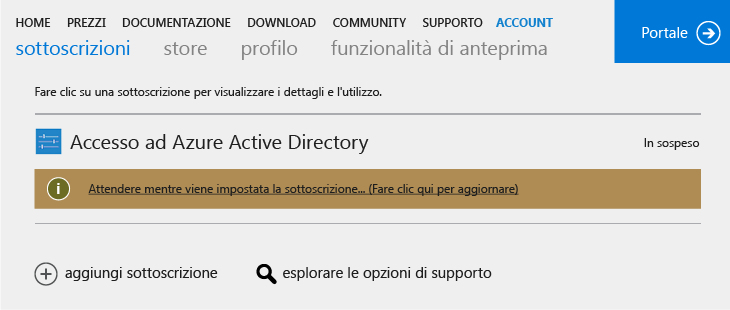 HOME PREZZI DOCUMENTAZIONE DOWNLOAD COMMUNITY SUPPORTO ACCOUNT
sottoscrizioni store profilo funzionalità di anteprima
Portale
Fare clic su una sottoscrizione per visualizzare i dettagli e l'utilizzo.
Accesso ad Azure Active Directory In sospeso
Attendere mentre viene impostata la sottoscrizione... (Fare clic qui per aggiornare)
aggiungi sottoscrizione esplorare le opzioni di supporto